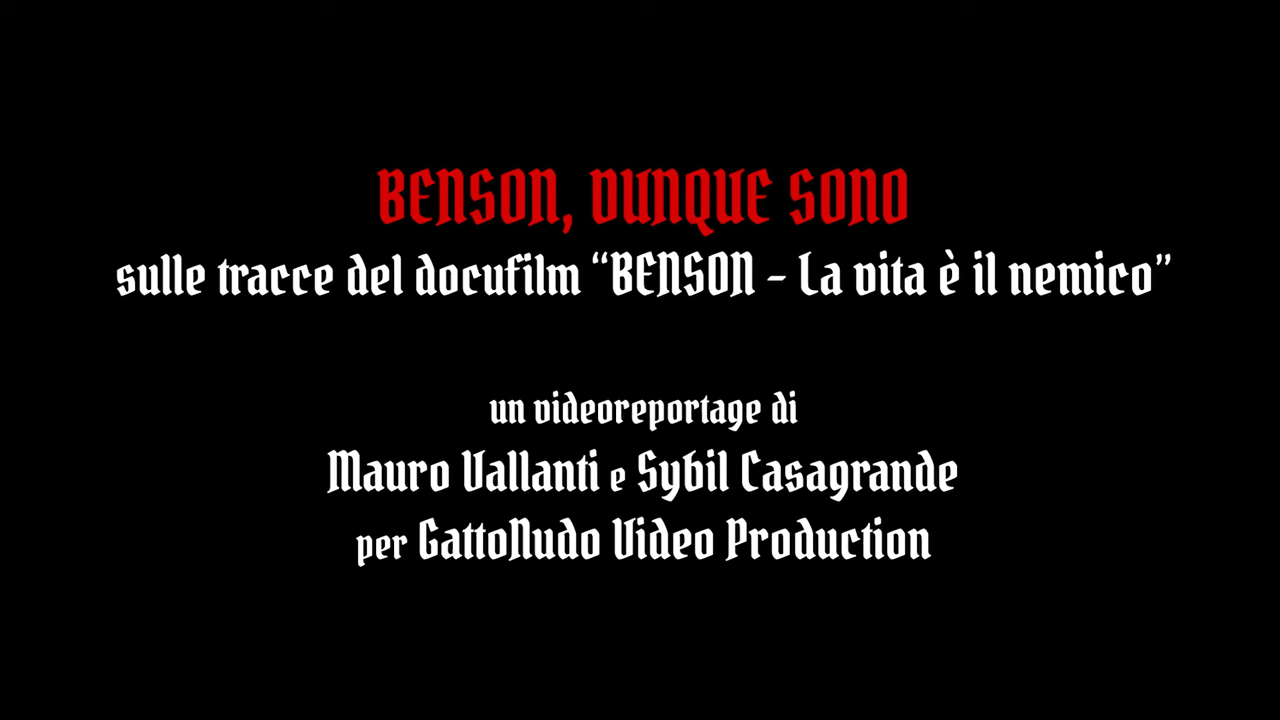 BENSON, DUNQUE SONO
sulle tracce del docufilm “BENSON - La vita è il nemico”
un videoreportage di
Mauro Vallanti e Sybil Casagrande
per GattoNudo Video Production